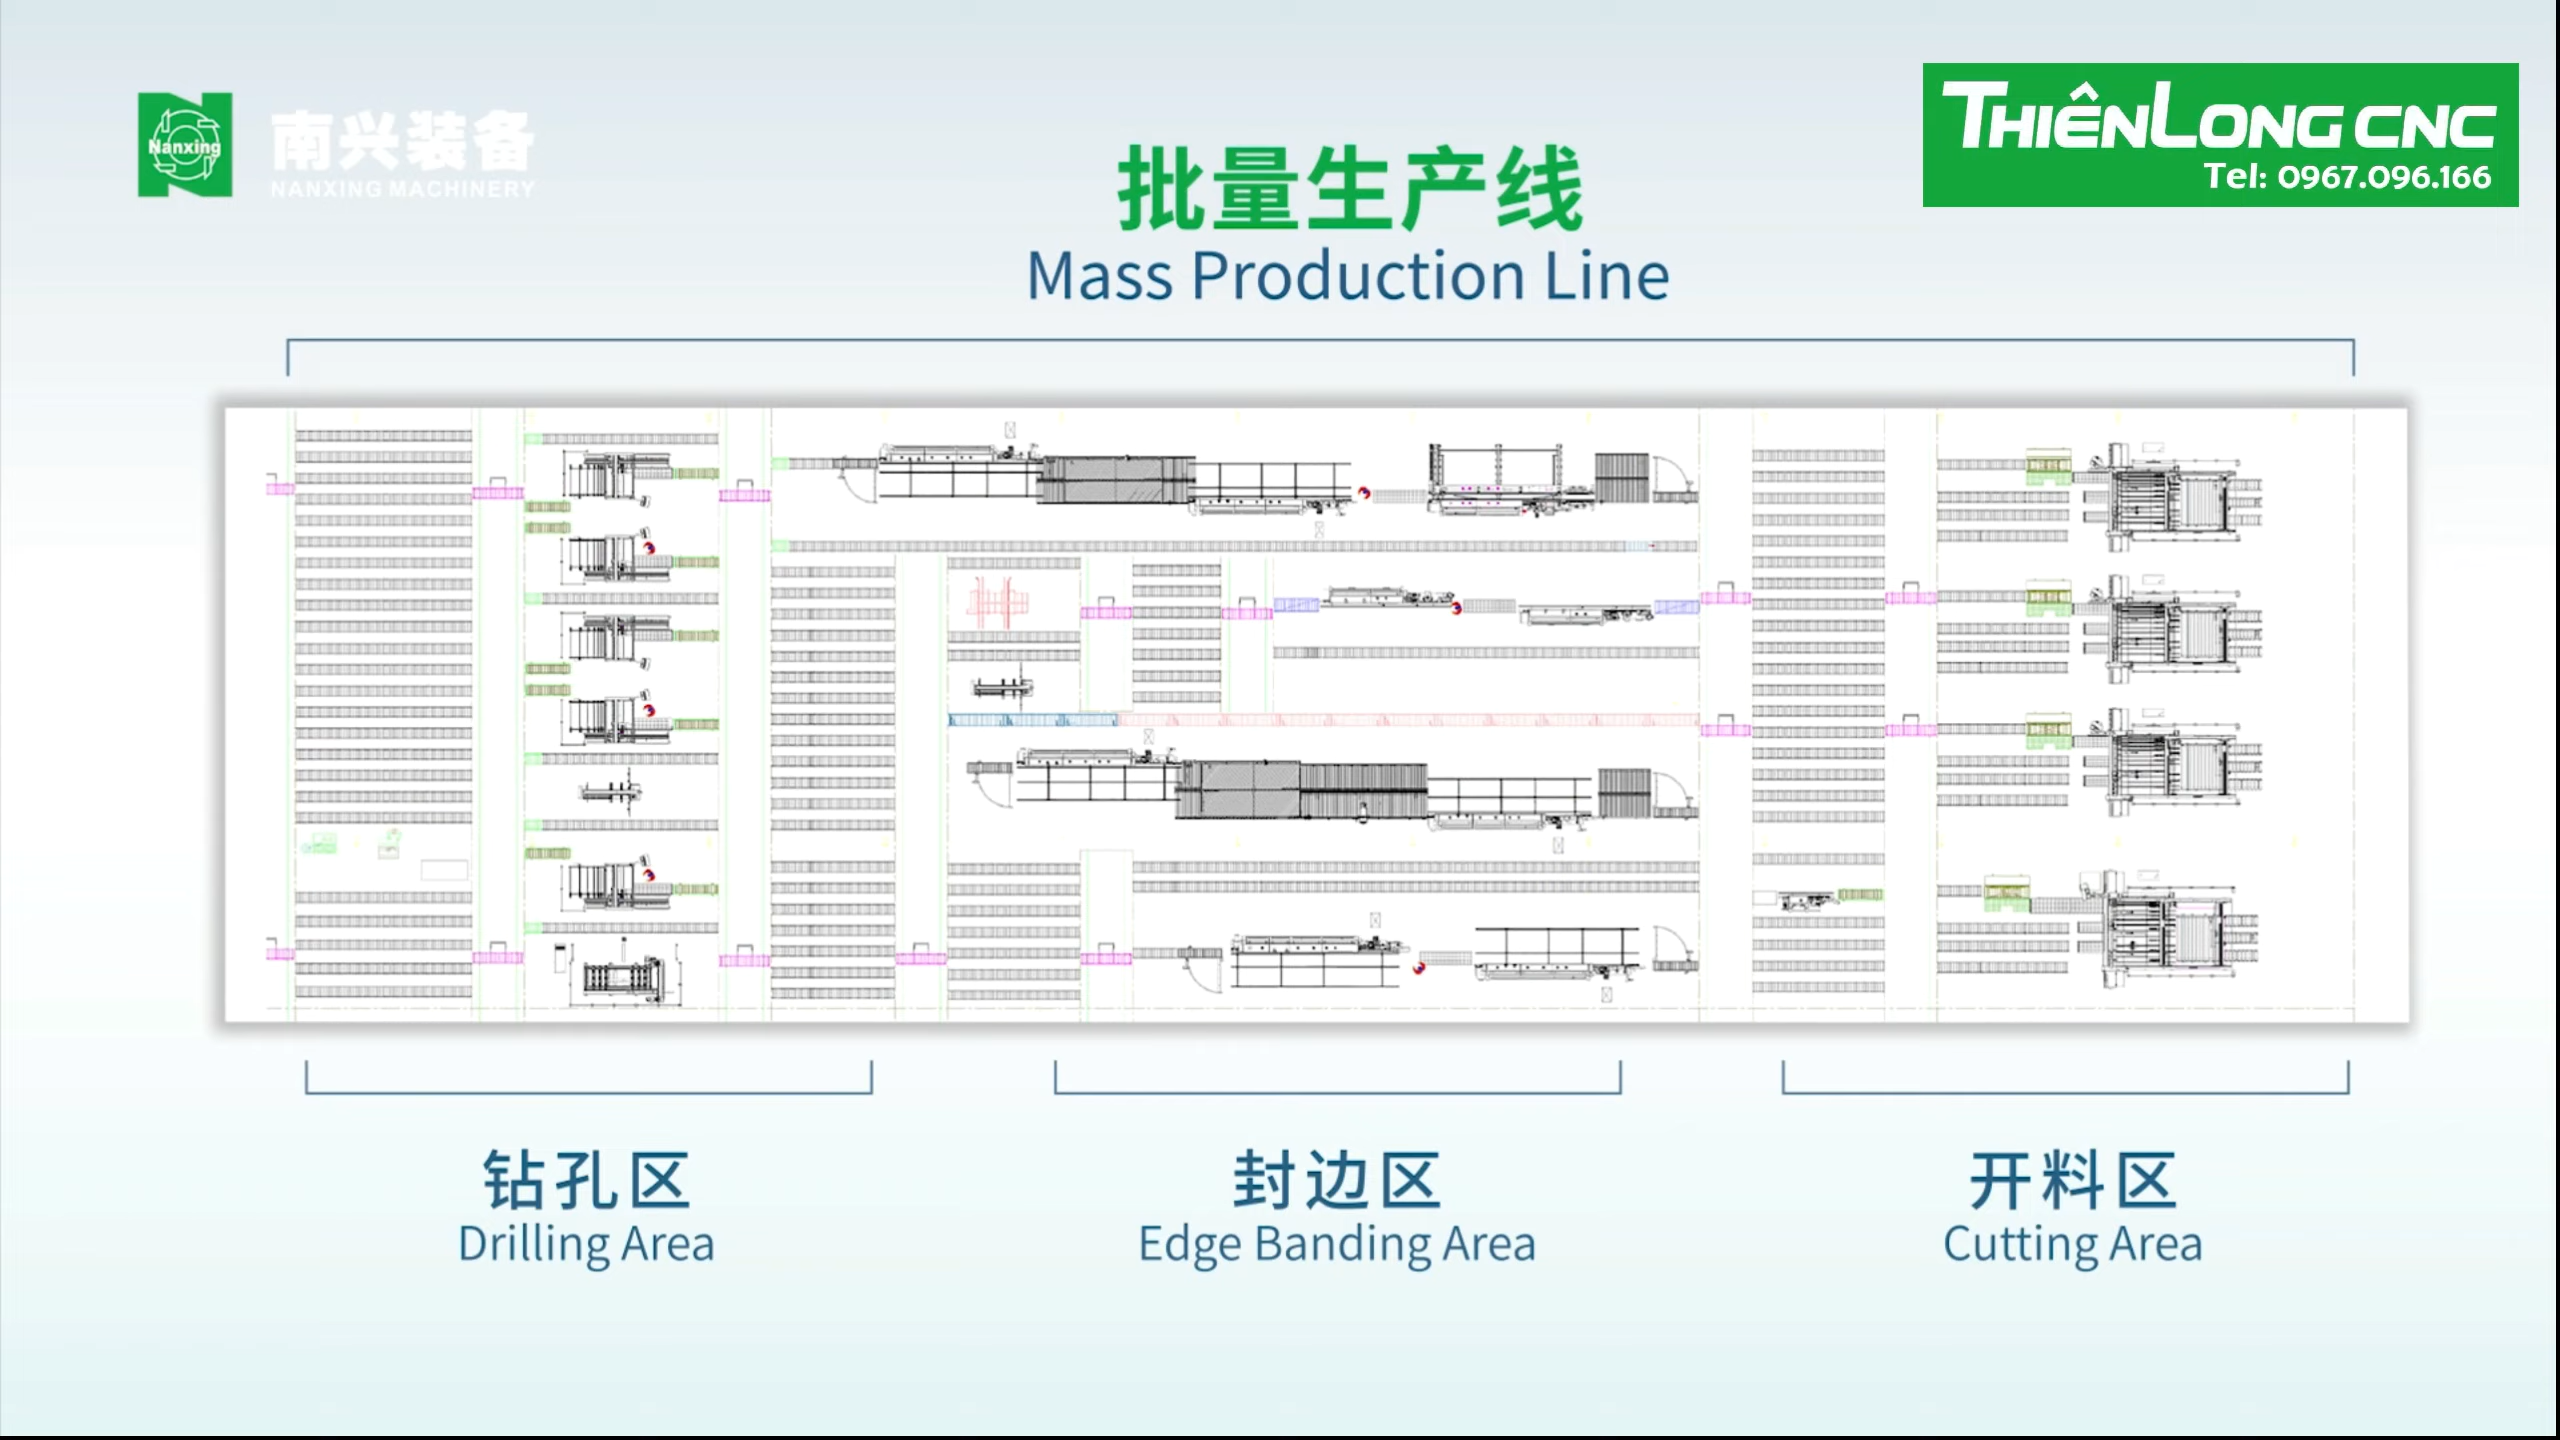 Nanxing
南兴装备
NANXING MACHINERY
THIÊNLONG CNC
Tel: 0967.096.166
批量生产线
Mass Production Line
钻孔区
Drilling Area
封边区
Edge Banding Area
开料区
Cutting Area